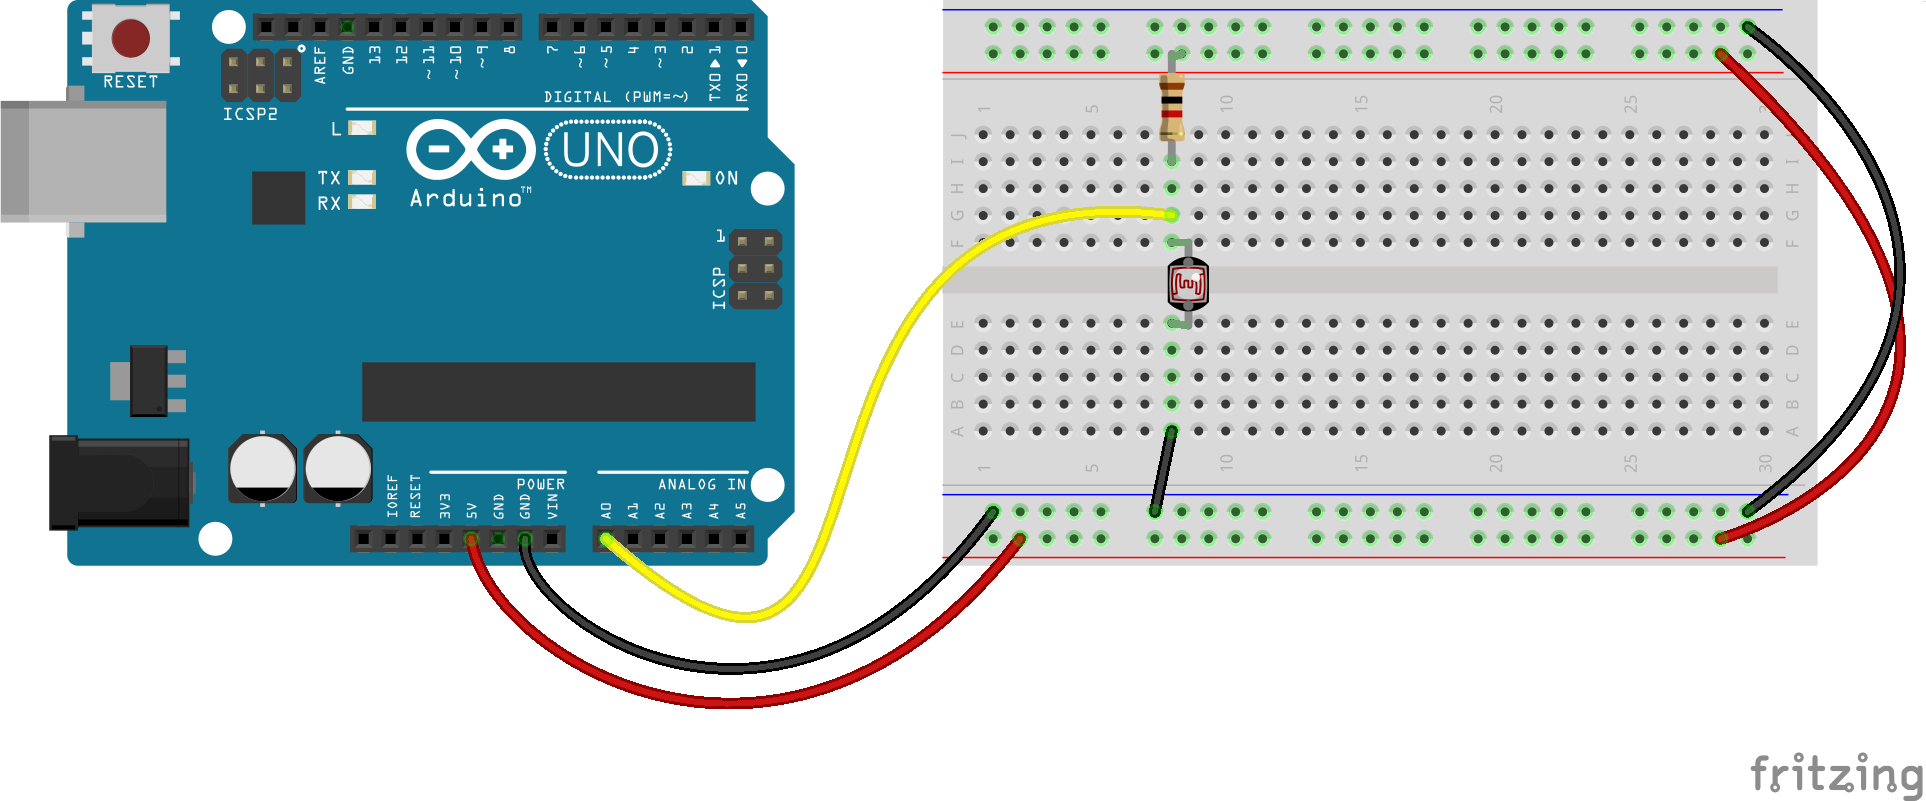 RESET
ICSP2
AREF
GND
13
12
~11
~10
~9
8
7
~6
~5
4
~3
2
TX0▶1
RX0◀0
DIGITAL (PWM=~)
L
TX
RX
UNO
Arduino™
ON
1
ICSP
IOREF
RESET
3V3
5V
GND
GND
VIN
POWER
ANALOG IN
A0
A1
A2
A3
A4
A5
1 5 10 15 20 25
J
I I
H H
G G
F F
E E
D D
C C
B B
A A
1 5 10 15 20 25 30
fritzing